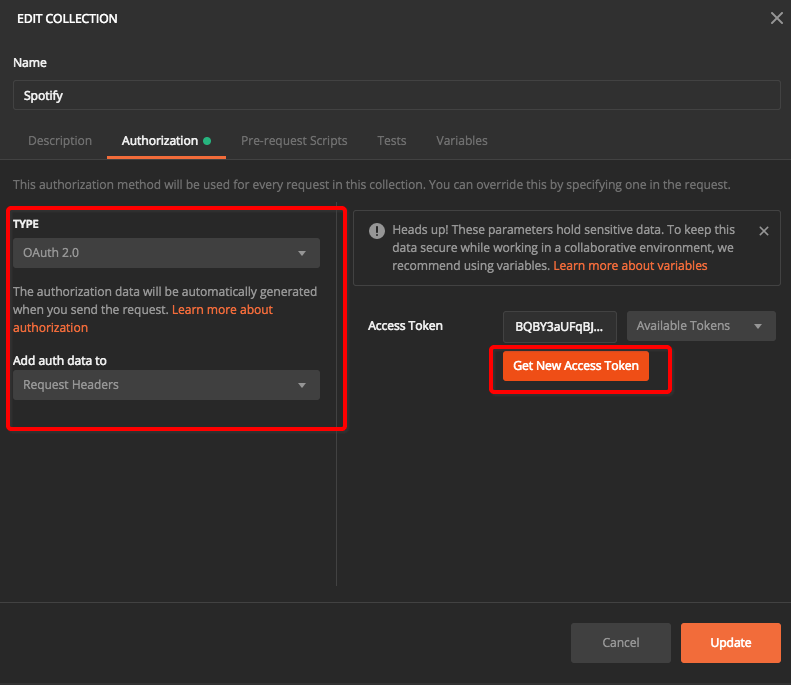 EDIT COLLECTION
Name
Spotify
Description Authorization Pre-request Scripts Tests Variables
This authorization method will be used for every request in this collection. You can override this by specifying one in the request.
TYPE
OAuth 2.0
The authorization data will be automatically generated
when you send the request. Learn more about
authorization
Add auth data to
Request Headers
Heads up! These parameters hold sensitive data. To keep this
data secure while working in a collaborative environment, we
recommend using variables. Learn more about variables
Access Token BQBY3aUFqBJ... Available Tokens
Get New Access Token
Cancel Update